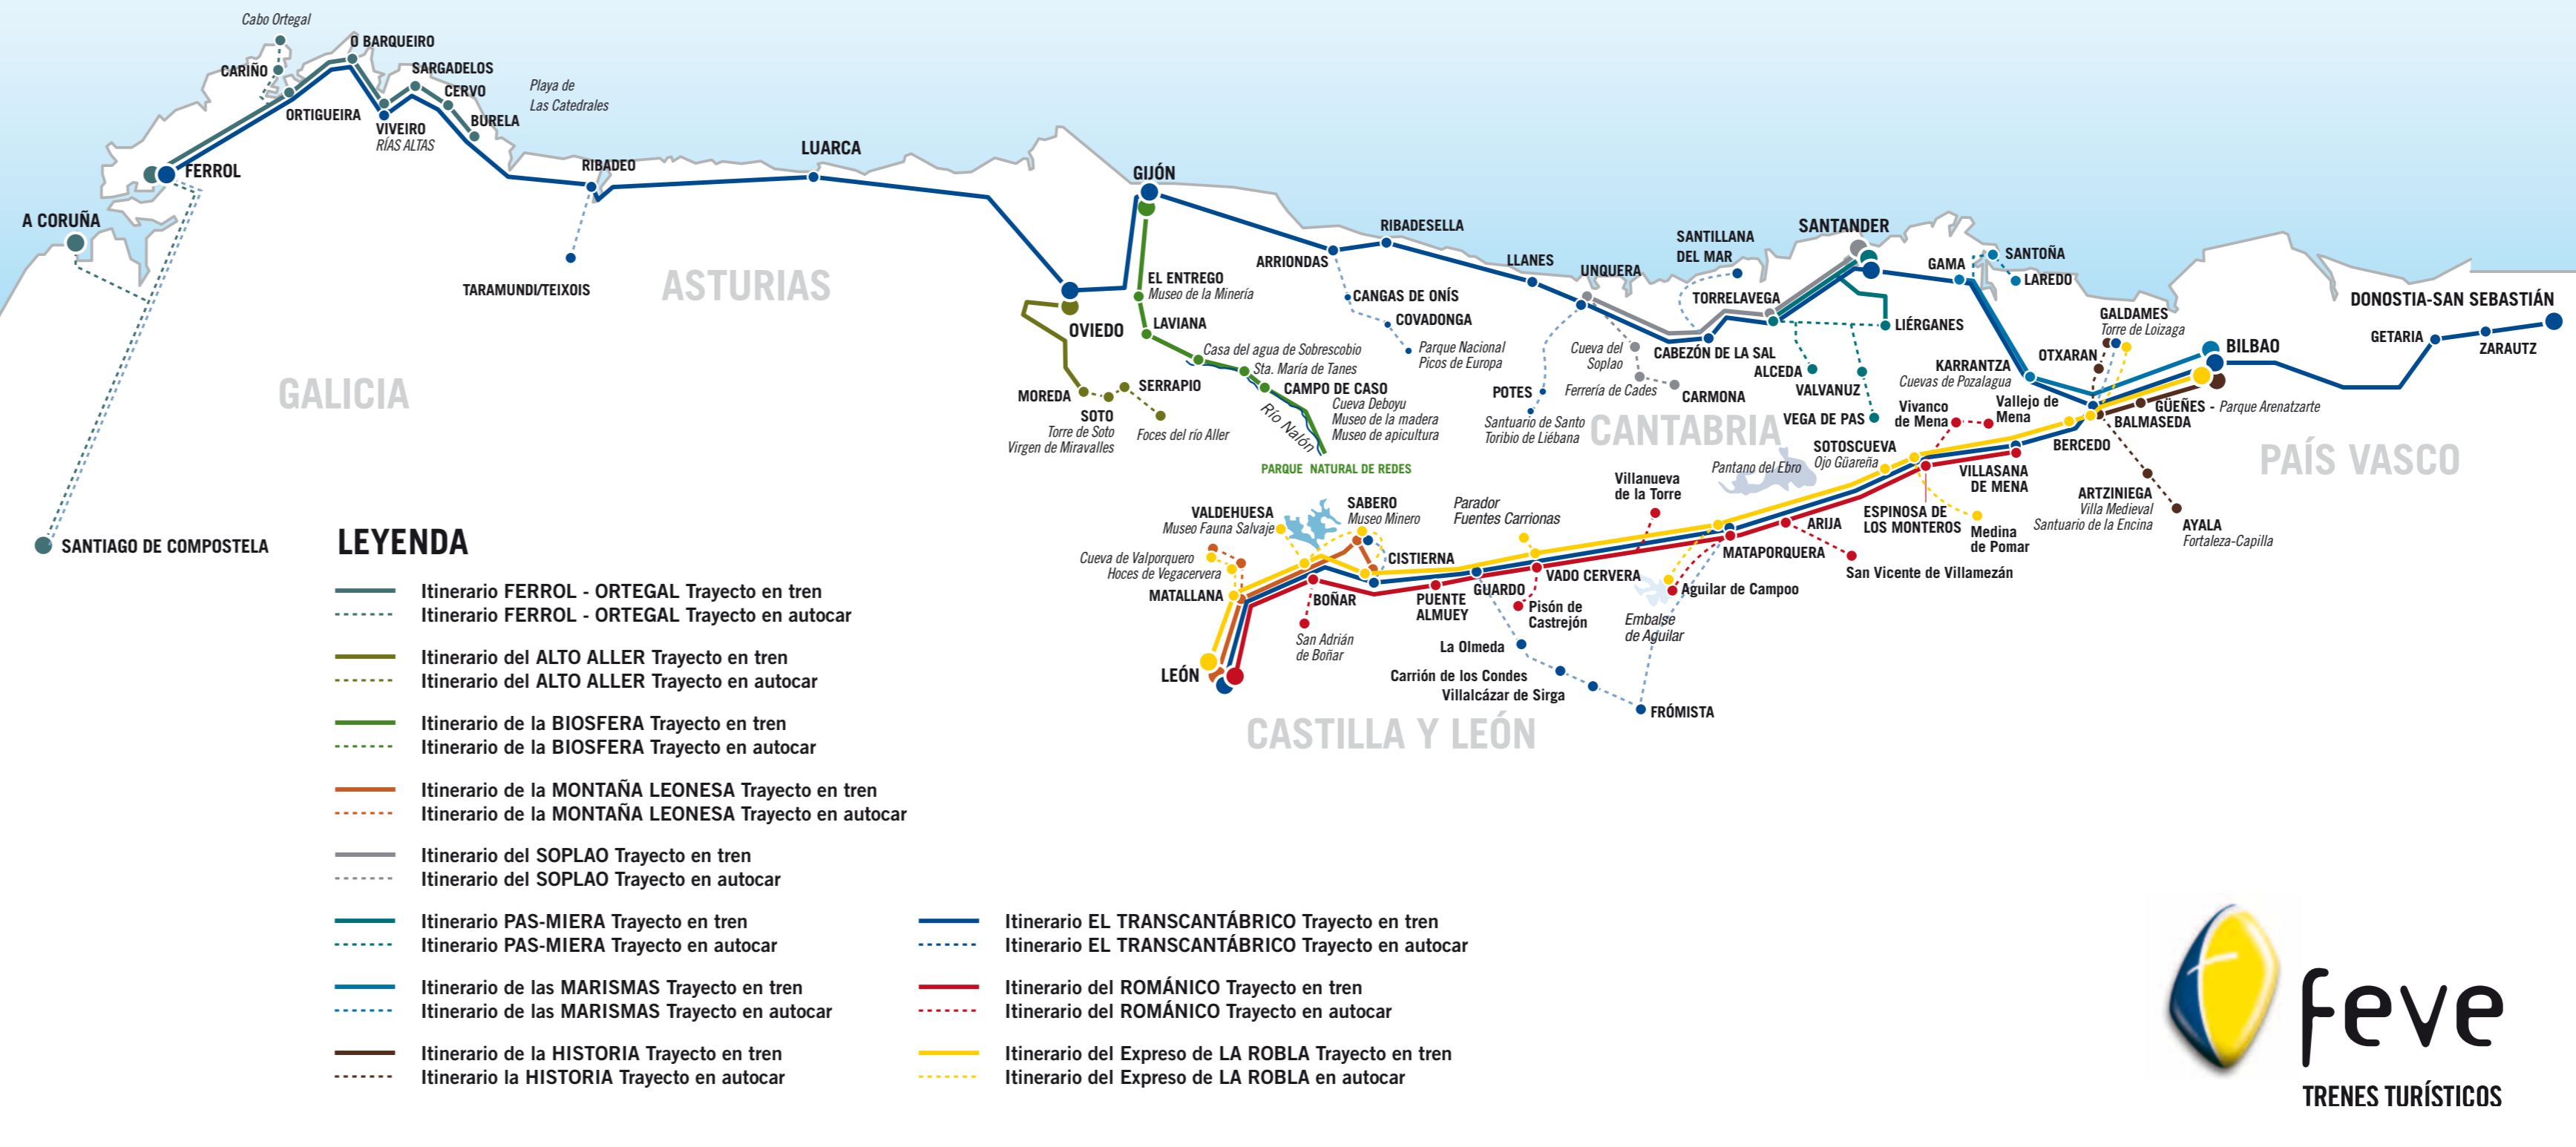 Cabo Ortegal
O BARQUEIRO
CARIÑO
SARGADELOS
CERVO
Playa de
Las Catedrales
ORTIGUEIRA
BURELA
VIVEIRO
RÍAS ALTAS
FERROL
RIBADEO
LUARCA
GIJÓN
A CORUÑA
TARAMUNDI/TEIXOIS
ASTURIAS
GALICIA
SANTIAGO DE COMPOSTELA
OVIEDO
EL ENTREGO
Museo de la Minería
LAVIANA
Casa del agua de Sobrescobio
Sta. María de Tanes
CAMPO DE CASO
Cueva Deboyu
Museo de la madera
Museo de apicultura
Río Nalón
PARQUE NATURAL DE REDES
MOREDA
SERRAPIO
SOTO
Torre de Soto
Virgen de Miravalles
Foces del río Aller
ARRIONDAS
RIBADESELLA
CANGAS DE ONÍS
COVADONGA
Parque Nacional
Picos de Europa
LLANES
UNQUERA
POTES
Santuario de Santo
Toribio de Liébana
Cueva del
Soplao
Ferrería de Cades
CARMONA
CANTABRIA
SANTILLANA
DEL MAR
TORRELAVEGA
CABEZÓN DE LA SAL
SANTANDER
LIÉRGANES
ALCEDA
VALVANUZ
VEGA DE PAS
GAMA
SANTOÑA
LAREDO
KARRANTZA
Cuevas de Pozalagua
GALDAMES
Torre de Loizaga
OTXARAN
BILBAO
DONOSTIA-SAN SEBASTIÁN
GETARIA
ZARAUTZ
GÜEÑES - Parque Arenatzarte
BALMASEDA
PAÍS VASCO
BERCEDO
Vivanco
de Mena
Vallejo de
Mena
SOTOSCUEVA
Ojo Güareña
VILLASANA
DE MENA
ARTZINIEGA
Villa Medieval
Santuario de la Encina
AYALA
Fortaleza-Capilla
Pantano del Ebro
ESPINOSA DE
LOS MONTEROS
Medina
de Pomar
ARIJA
MATAPORQUERA
San Vicente de Villamezán
Villanueva
de la Torre
Parador
Fuentes Carrionas
VALDEHUESA
Museo Fauna Salvaje
SABERO
Museo Minero
Cueva de Valporquero
Hoces de Vegacervera
CISTIERNA
MATALLANA
BOÑAR
PUENTE
ALMUEY
GUARDO
VADO CERVERA
Pisón de
Castrejón
Aguilar de Campoo
Embalse
de Aguilar
San Adrián
de Boñar
La Olmeda
LEÓN
Carrión de los Condes
Villalcázar de Sirga
FRÓMISTA
CASTILLA Y LEÓN
LEYENDA
Itinerario FERROL - ORTEGAL Trayecto en tren
Itinerario FERROL - ORTEGAL Trayecto en autocar
Itinerario del ALTO ALLER Trayecto en tren
Itinerario del ALTO ALLER Trayecto en autocar
Itinerario de la BIOSFERA Trayecto en tren
Itinerario de la BIOSFERA Trayecto en autocar
Itinerario de la MONTAÑA LEONESA Trayecto en tren
Itinerario de la MONTAÑA LEONESA Trayecto en autocar
Itinerario del SOPLAO Trayecto en tren
Itinerario del SOPLAO Trayecto en autocar
Itinerario PAS-MIERA Trayecto en tren
Itinerario PAS-MIERA Trayecto en autocar
Itinerario de las MARISMAS Trayecto en tren
Itinerario de las MARISMAS Trayecto en autocar
Itinerario de la HISTORIA Trayecto en tren
Itinerario la HISTORIA Trayecto en autocar
Itinerario EL TRANSCANTÁBRICO Trayecto en tren
Itinerario EL TRANSCANTÁBRICO Trayecto en autocar
Itinerario del ROMÁNICO Trayecto en tren
Itinerario del ROMÁNICO Trayecto en autocar
Itinerario del Expreso de LA ROBLA Trayecto en tren
Itinerario del Expreso de LA ROBLA en autocar
feve
TRENES TURÍSTICOS